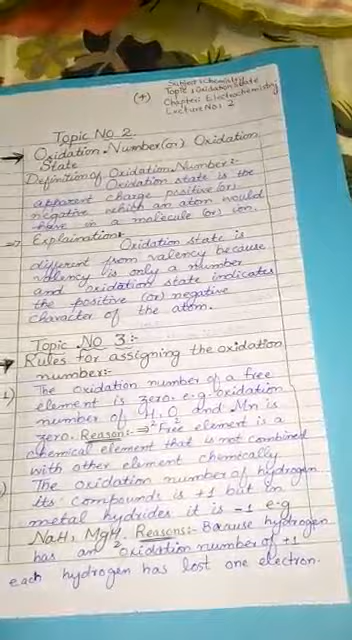 Subject: Chemistry
Topic: Oxidation State
Chapter: Electrochemistry
Lecture No: 2
(4)
Topic No 2.
Oxidation Number (or) Oxidation
State
Definition of Oxidation Number:-
Oxidation state is the
apparent charge positive (or)
negative which an atom would
have in a molecule (or) ion.
Explaination:-
Oxidation state is
different from valency because
valency is only a number
and oxidation state indicates
the positive (or) negative
character of the atom.
Topic No 3:-
Rules for assigning the oxidation
number:-
1) The oxidation number of a free
element is zero. e.g. oxidation
number of H, O and Mn is
zero. Reason:- ⇒ Free element is a
chemical element that is not combined
with other element chemically.
The oxidation number of hydrogen
its compounds is +1 but in
metal hydrides it is -1 e.g
NaH, MgH2. Reasons:- Because hydrogen
has an oxidation number of +1
each hydrogen has lost one electron.